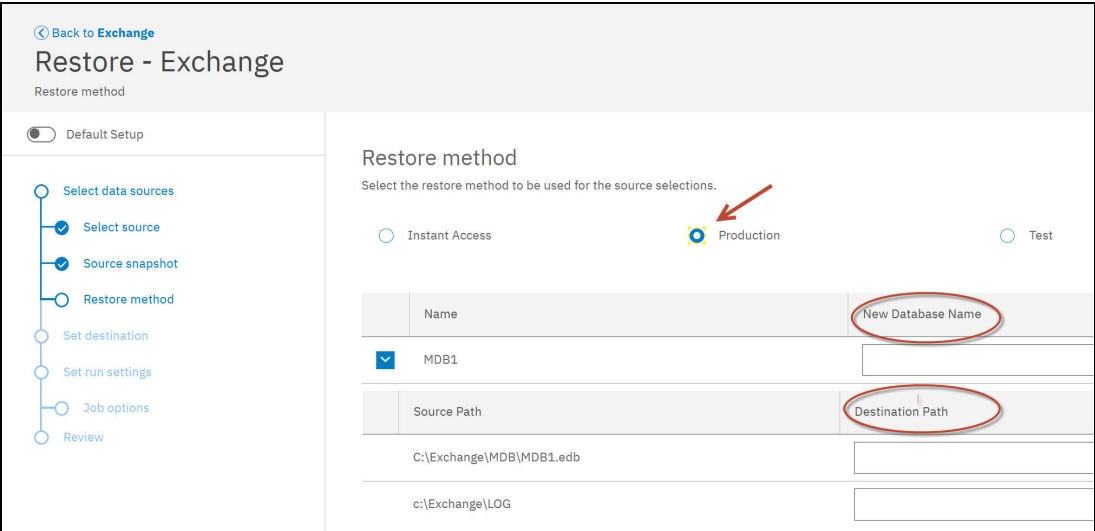 Back to Exchange
Restore - Exchange
Restore method
Default Setup
Select data sources
Select source
Source snapshot
Restore method
Set destination
Set run settings
Job options
Review
Restore method
Select the restore method to be used for the source selections.
Instant Access Production Test
Name New Database Name
MDB1
Source Path Destination Path
C:\Exchange\MDB\MDB1.edb
c:\Exchange\LOG